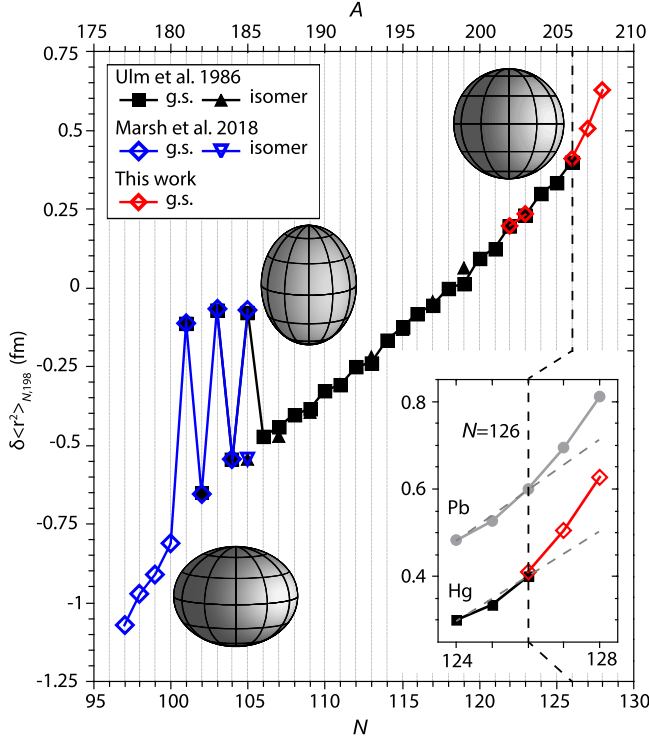 A
175 180 185 190 195 200 205 210
0.75
0.5
0.25
0
-0.25
-0.5
-0.75
-1
-1.25
δ<r²>N,198 (fm)
Ulm et al. 1986
g.s. isomer
Marsh et al. 2018
g.s. isomer
This work
g.s.
N=126
0.8
0.6
0.4
Pb
Hg
124 128
95 100 105 110 115 120 125 130
N